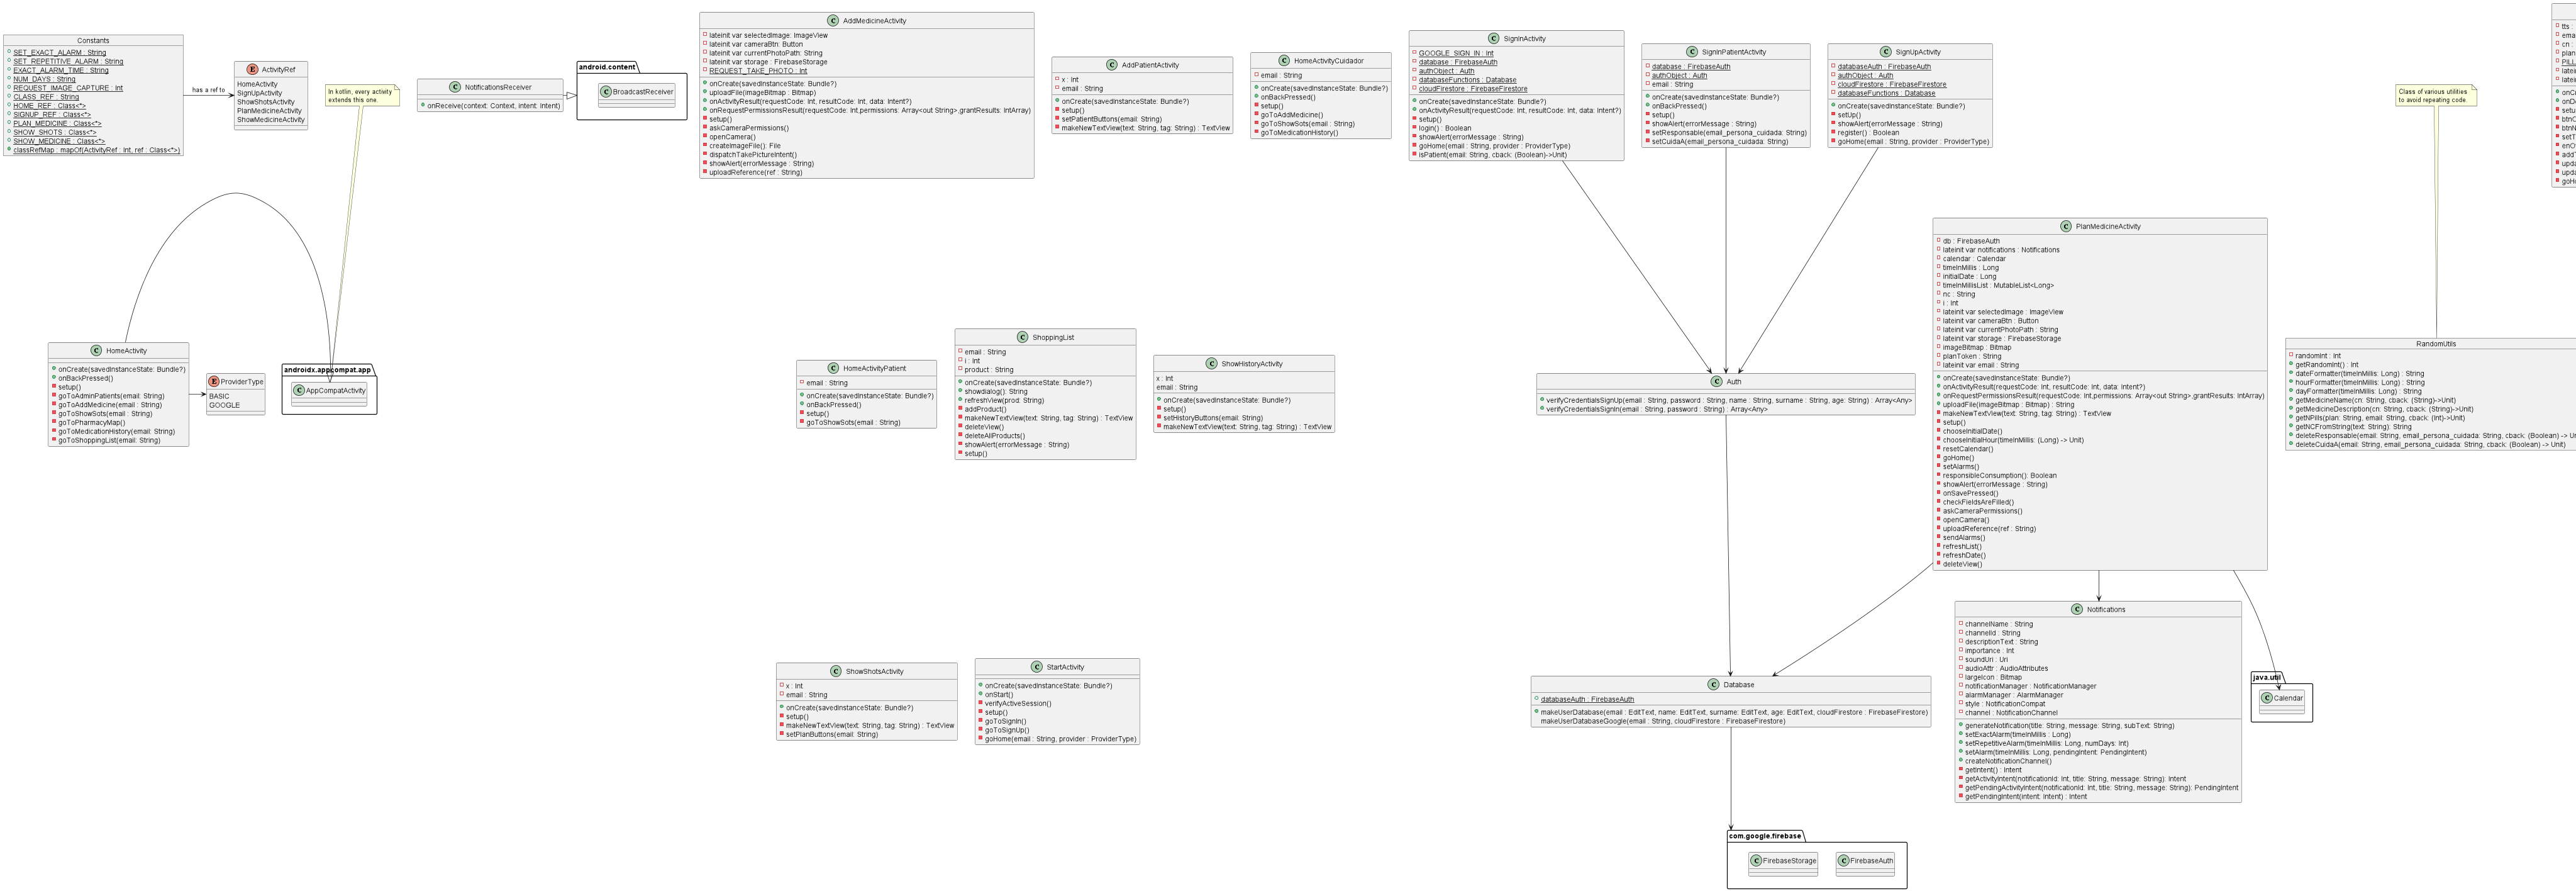 Constants
SET_EXACT_ALARM : String
SET_REPETITIVE_ALARM : String
EXACT_ALARM_TIME : String
NUM_DAYS : String
REQUEST_IMAGE_CAPTURE : int
CLASS_REF : String
HOME_REF : Class<*>
SIGNUP_REF : Class<*>
PLAN_MEDICINE : Class<*>
SHOW_SHOTS : Class<*>
SHOW_MEDICINE : Class<*>
classRefMap : mapOf(ActivityRef : Int, ref : Class<*>)
has a ref to
ActivityRef
HomeActivity
SignUpActivity
ShowShotsActivity
PlanMedicineActivity
ShowMedicineActivity
In kotlin, every activity
extends this one.
NotificationsReceiver
onReceive(context: Context, intent: Intent)
android.content
BroadcastReceiver
AddMedicineActivity
lateinit var selectedImage: ImageView
lateinit var cameraBtn: Button
lateinit var currentPhotoPath: String
lateinit var storage : FirebaseStorage
REQUEST_TAKE_PHOTO : Int
onCreate(savedInstanceState: Bundle?)
uploadFile(imageBitmap : Bitmap)
onActivityResult(requestCode: Int, resultCode: Int, data: Intent?)
onRequestPermissionsResult(requestCode: Int,permissions: Array<out String>,grantResults: IntArray)
setup()
askCameraPermissions()
openCamera()
createImageFile(): File
dispatchTakePictureIntent()
showAlert(errorMessage : String)
uploadReference(ref : String)
AddPatientActivity
x : Int
email : String
onCreate(savedInstanceState: Bundle?)
setup()
setPatientButtons(email: String)
makeNewTextView(text: String, tag: String) : TextView
HomeActivityCuidador
email : String
onCreate(savedInstanceState: Bundle?)
onBackPressed()
setup()
goToAddMedicine()
goToShowSots(email : String)
goToMedicationHistory()
SignInActivity
GOOGLE_SIGN_IN : Int
database : FirebaseAuth
authObject : Auth
databaseFunctions : Database
cloudFirestore : FirebaseFirestore
onCreate(savedInstanceState: Bundle?)
onActivityResult(requestCode: Int, resultCode: Int, data: Intent?)
setup()
login() : Boolean
showAlert(errorMessage : String)
goHome(email : String, provider : ProviderType)
isPatient(email: String, cback: (Boolean)->Unit)
SignInPatientActivity
database : FirebaseAuth
authObject : Auth
email : String
onCreate(savedInstanceState: Bundle?)
onBackPressed()
setup()
showAlert(errorMessage : String)
setResponsable(email_persona_cuidada: String)
setCuidaA(email_persona_cuidada: String)
SignUpActivity
databaseAuth : FirebaseAuth
authObject : Auth
cloudFirestore : FirebaseFirestore
databaseFunctions : Database
onCreate(savedInstanceState: Bundle?)
setUp()
showAlert(errorMessage : String)
register() : Boolean
goHome(email : String, provider : ProviderType)
Class of various utilities
to avoid repeating code.
HomeActivity
onCreate(savedInstanceState: Bundle?)
onBackPressed()
setup()
goToAdminPatients(email: String)
goToAddMedicine(email : String)
goToShowSots(email : String)
goToPharmacyMap()
goToMedicationHistory(email: String)
goToShoppingList(email: String)
ProviderType
BASIC
GOOGLE
androidx.appcompat.app
AppCompatActivity
HomeActivityPatient
email : String
onCreate(savedInstanceState: Bundle?)
onBackPressed()
setup()
goToShowSots(email : String)
ShoppingList
email : String
i : int
product : String
onCreate(savedInstanceState: Bundle?)
showdialog(): String
refreshView(prod: String)
addProduct()
makeNewTextView(text: String, tag: String) : TextView
deleteView()
deleteAllProducts()
showAlert(errorMessage : String)
setup()
ShowHistoryActivity
x : Int
email : String
onCreate(savedInstanceState: Bundle?)
setup()
setHistoryButtons(email: String)
makeNewTextView(text: String, tag: String) : TextView
Auth
verifyCredentialsSignUp(email : String, password : String, name : String, surname : String, age: String) : Array<Any>
verifyCredentialsSignIn(email : String, password : String) : Array<Any>
PlanMedicineActivity
db : FirebaseAuth
lateinit var notifications : Notifications
calendar : Calendar
timeInMillis : Long
initialDate : Long
timeInMillisList : MutableList<Long>
nc : String
i : Int
lateinit var selectedImage : ImageView
lateinit var cameraBtn : Button
lateinit var currentPhotoPath : String
lateinit var storage : FirebaseStorage
imageBitmap : Bitmap
planToken : String
lateinit var email : String
onCreate(savedInstanceState: Bundle?)
onActivityResult(requestCode: Int, resultCode: Int, data: Intent?)
onRequestPermissionsResult(requestCode: Int,permissions: Array<out String>,grantResults: IntArray)
uploadFile(imageBitmap : Bitmap) : String
makeNewTextView(text: String, tag: String) : TextView
setup()
chooseInitialDate()
chooseInitialHour(timeInMillis: (Long) -> Unit)
resetCalendar()
goHome()
setAlarms()
responsibleConsumption(): Boolean
showAlert(errorMessage : String)
onSavePressed()
checkFieldsAreFilled()
askCameraPermissions()
openCamera()
uploadReference(ref : String)
sendAlarms()
refreshList()
refreshDate()
deleteView()
RandomUtils
randomInt : Int
getRandomInt() : Int
dateFormatter(timeInMillis: Long) : String
hourFormatter(timeInMillis: Long) : String
dayFormatter(timeInMillis: Long) : String
getMedicineName(cn: String, cback: (String)->Unit)
getMedicineDescription(cn: String, cback: (String)->Unit)
getNPills(plan: String, email: String, cback: (Int)->Unit)
getNCFromString(text: String): String
deleteResponsable(email: String, email_persona_cuidada: String, cback: (Boolean) -> Un
deleteCuidaA(email: String, email_persona_cuidada: String, cback: (Boolean) -> Unit)
ShowShotsActivity
x : Int
email : String
onCreate(savedInstanceState: Bundle?)
setup()
makeNewTextView(text: String, tag: String) : TextView
setPlanButtons(email: String)
StartActivity
onCreate(savedInstanceState: Bundle?)
onStart()
verifyActiveSession()
setup()
goToSignIn()
goToSignUp()
goHome(email : String, provider : ProviderType)
Database
databaseAuth : FirebaseAuth
makeUserDatabase(email : EditText, name: EditText, surname: EditText, age: EditText, cloudFirestore : FirebaseFirestore)
makeUserDatabaseGoogle(email : String, cloudFirestore : FirebaseFirestore)
Notifications
channelName : String
channelId : String
descriptionText : String
importance : Int
soundUri : Uri
audioAttr : AudioAttributes
largeIcon : Bitmap
notificationManager : NotificationManager
alarmManager : AlarmManager
style : NotificationCompat
channel : NotificationChannel
generateNotification(title: String, message: String, subText: String)
setExactAlarm(timeInMillis : Long)
setRepetitiveAlarm(timeInMillis: Long, numDays: Int)
setAlarm(timeInMillis: Long, pendingIntent: PendingIntent)
createNotificationChannel()
getIntent() : Intent
getActivityIntent(notificationId: Int, title: String, message: String): Intent
getPendingActivityIntent(notificationId: Int, title: String, message: String): PendingIntent
getPendingIntent(intent: Intent) : Intent
java.util
Calendar
com.google.firebase
FirebaseStorage
FirebaseAuth